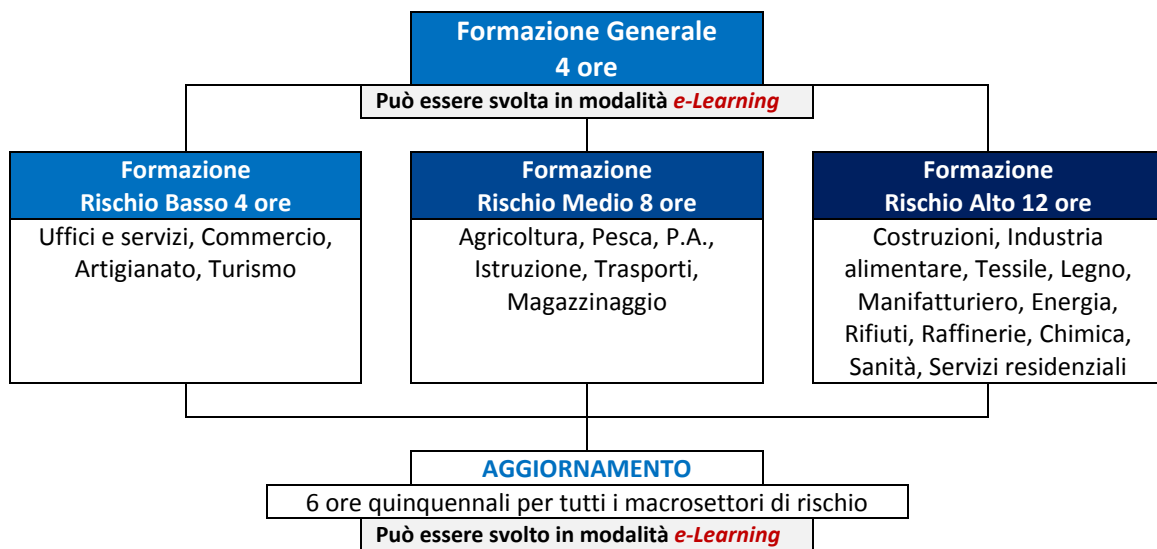 Formazione Generale
4 ore
Può essere svolta in modalità e-Learning
Formazione
Rischio Basso 4 ore
Uffici e servizi, Commercio,
Artigianato, Turismo
Formazione
Rischio Medio 8 ore
Agricoltura, Pesca, P.A.,
Istruzione, Trasporti,
Magazzinaggio
Formazione
Rischio Alto 12 ore
Costruzioni, Industria
alimentare, Tessile, Legno,
Manifatturiero, Energia,
Rifiuti, Raffinerie, Chimica,
Sanità, Servizi residenziali
AGGIORNAMENTO
6 ore quinquennali per tutti i macrosettori di rischio
Può essere svolto in modalità e-Learning